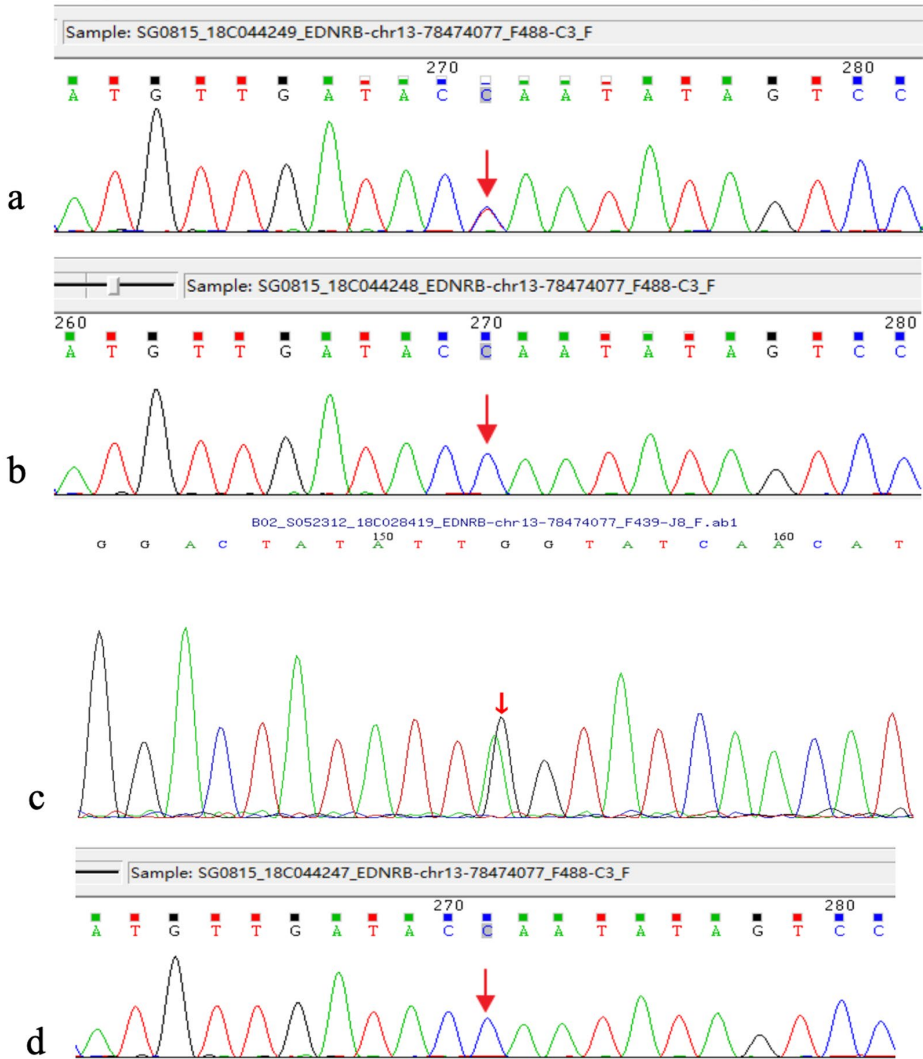 Sample: SG0815_18C044249_EDNRB-chr13-78474077_F488-C3_F
270 280
A T G T T G A T A C C A A T A T A G T C C
a
Sample: SG0815_18C044248_EDNRB-chr13-78474077_F488-C3_F
260 270 280
A T G T T G A T A C C A A T A T A G T C C
b
B02_S052312_18C028419_EDNRB-chr13-78474077_F439-J8_F.ab1
150 160
G G A C T A T A T T G G T A T C A A C A T
c
Sample: SG0815_18C044247_EDNRB-chr13-78474077_F488-C3_F
270 280
A T G T T G A T A C C A A T A T A G T C C
d